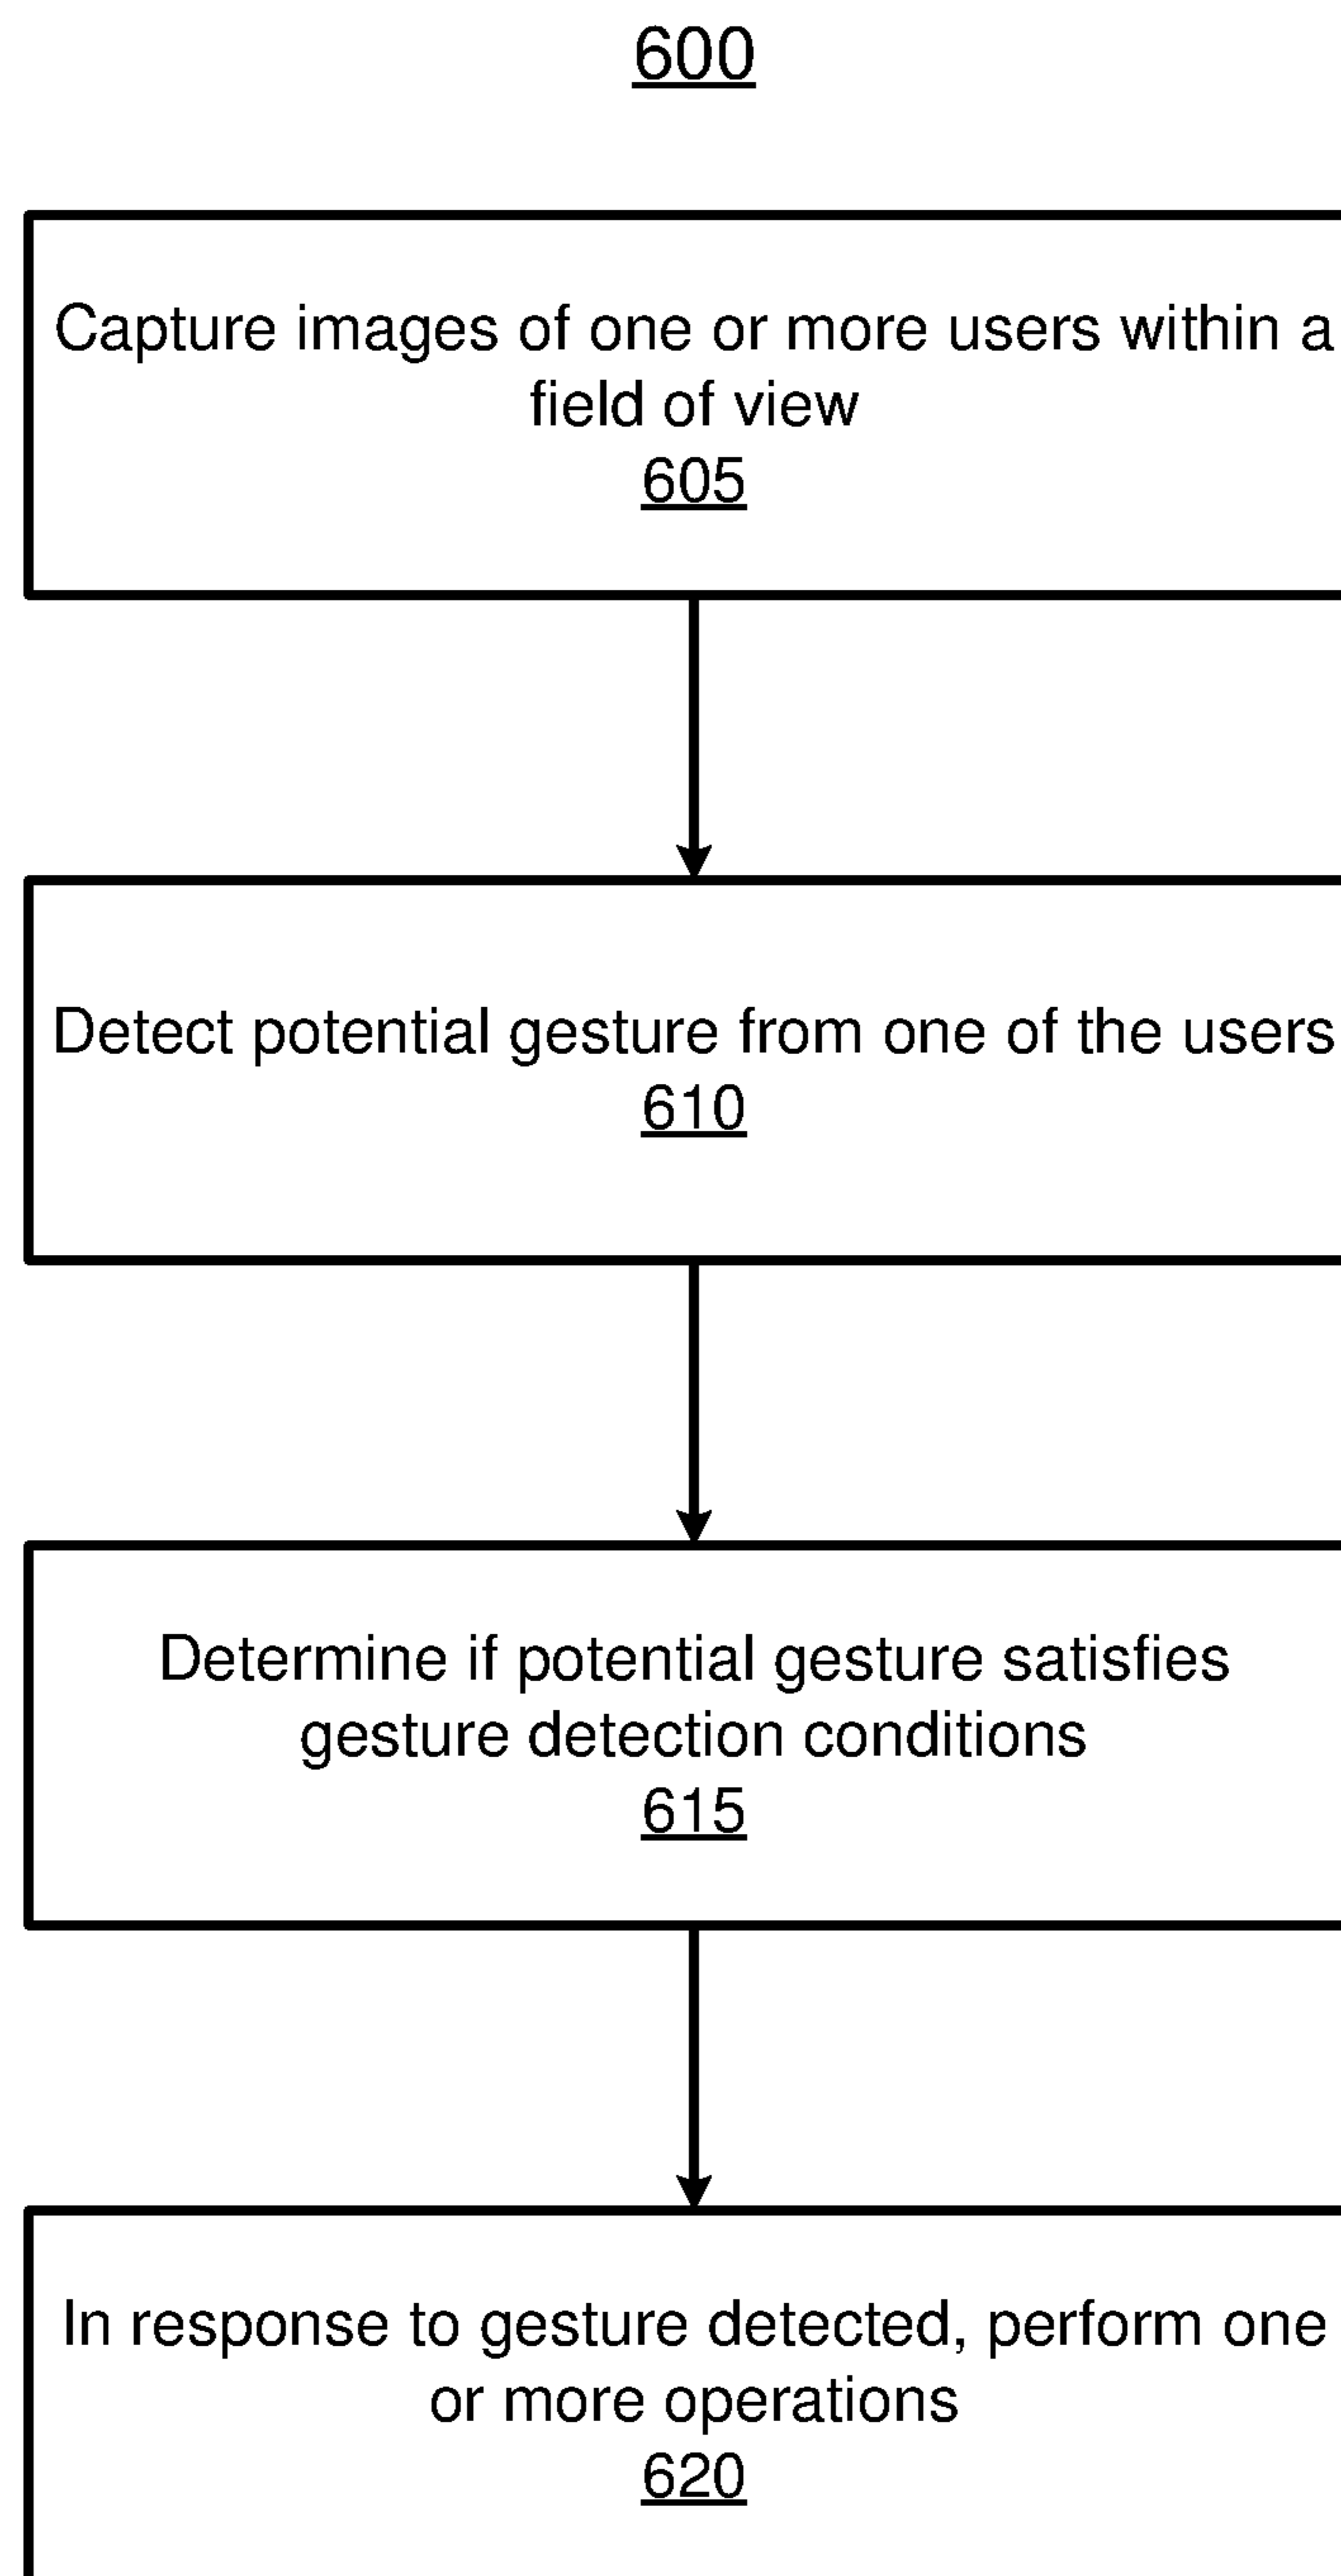 600
Capture images of one or more users within a
field of view
605
Detect potential gesture from one of the users
610
Determine if potential gesture satisfies
gesture detection conditions
615
In response to gesture detected, perform one
or more operations
620